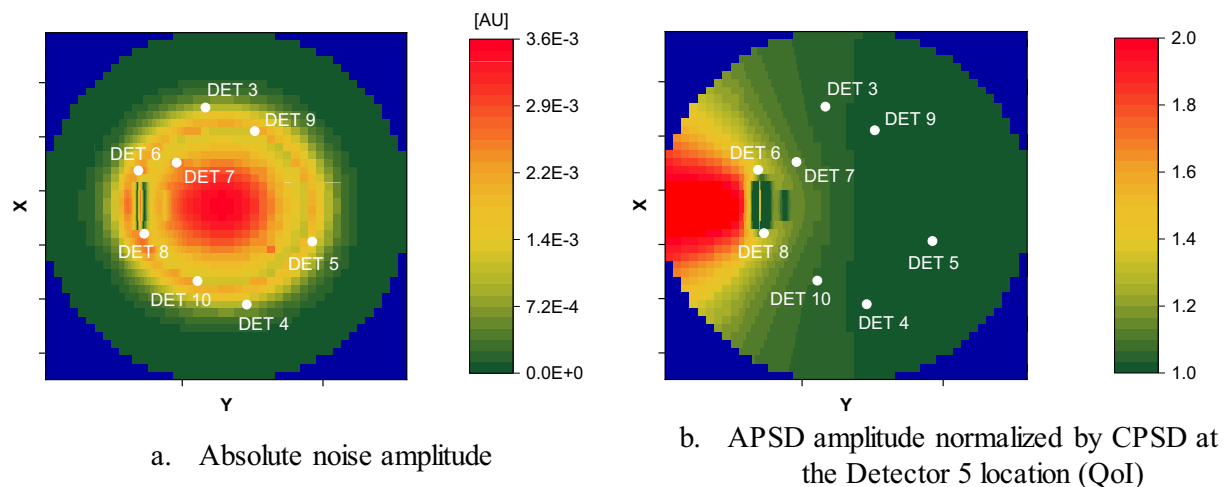 [AU]
3.6E-3
2.9E-3
2.2E-3
1.4E-3
7.2E-4
0.0E+0
DET 3
DET 9
DET 6
DET 7
DET 8
DET 5
DET 10
DET 4
X
Y
a. Absolute noise amplitude
2.0
1.8
1.6
1.4
1.2
1.0
DET 3
DET 9
DET 6
DET 7
DET 8
DET 5
DET 10
DET 4
X
Y
b. APSD amplitude normalized by CPSD at
the Detector 5 location (QoI)